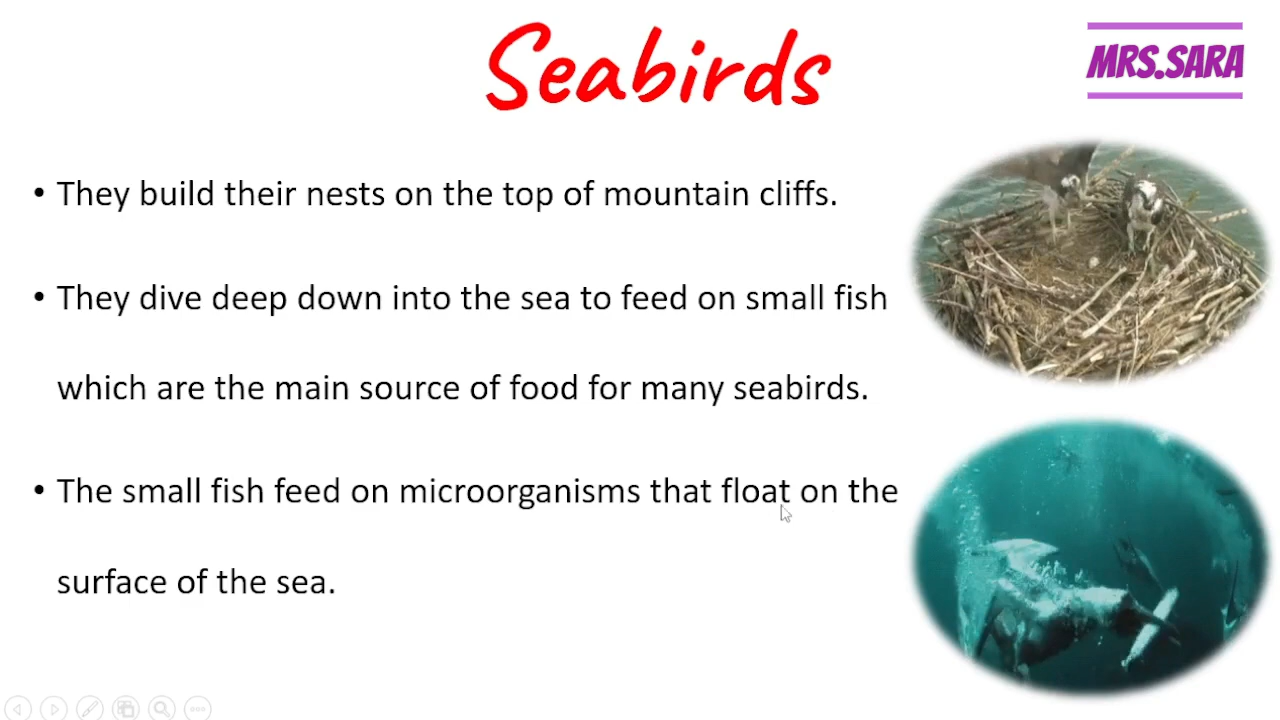 Seabirds
MRS.SARA
• They build their nests on the top of mountain cliffs.
• They dive deep down into the sea to feed on small fish
which are the main source of food for many seabirds.
• The small fish feed on microorganisms that float on the
surface of the sea.